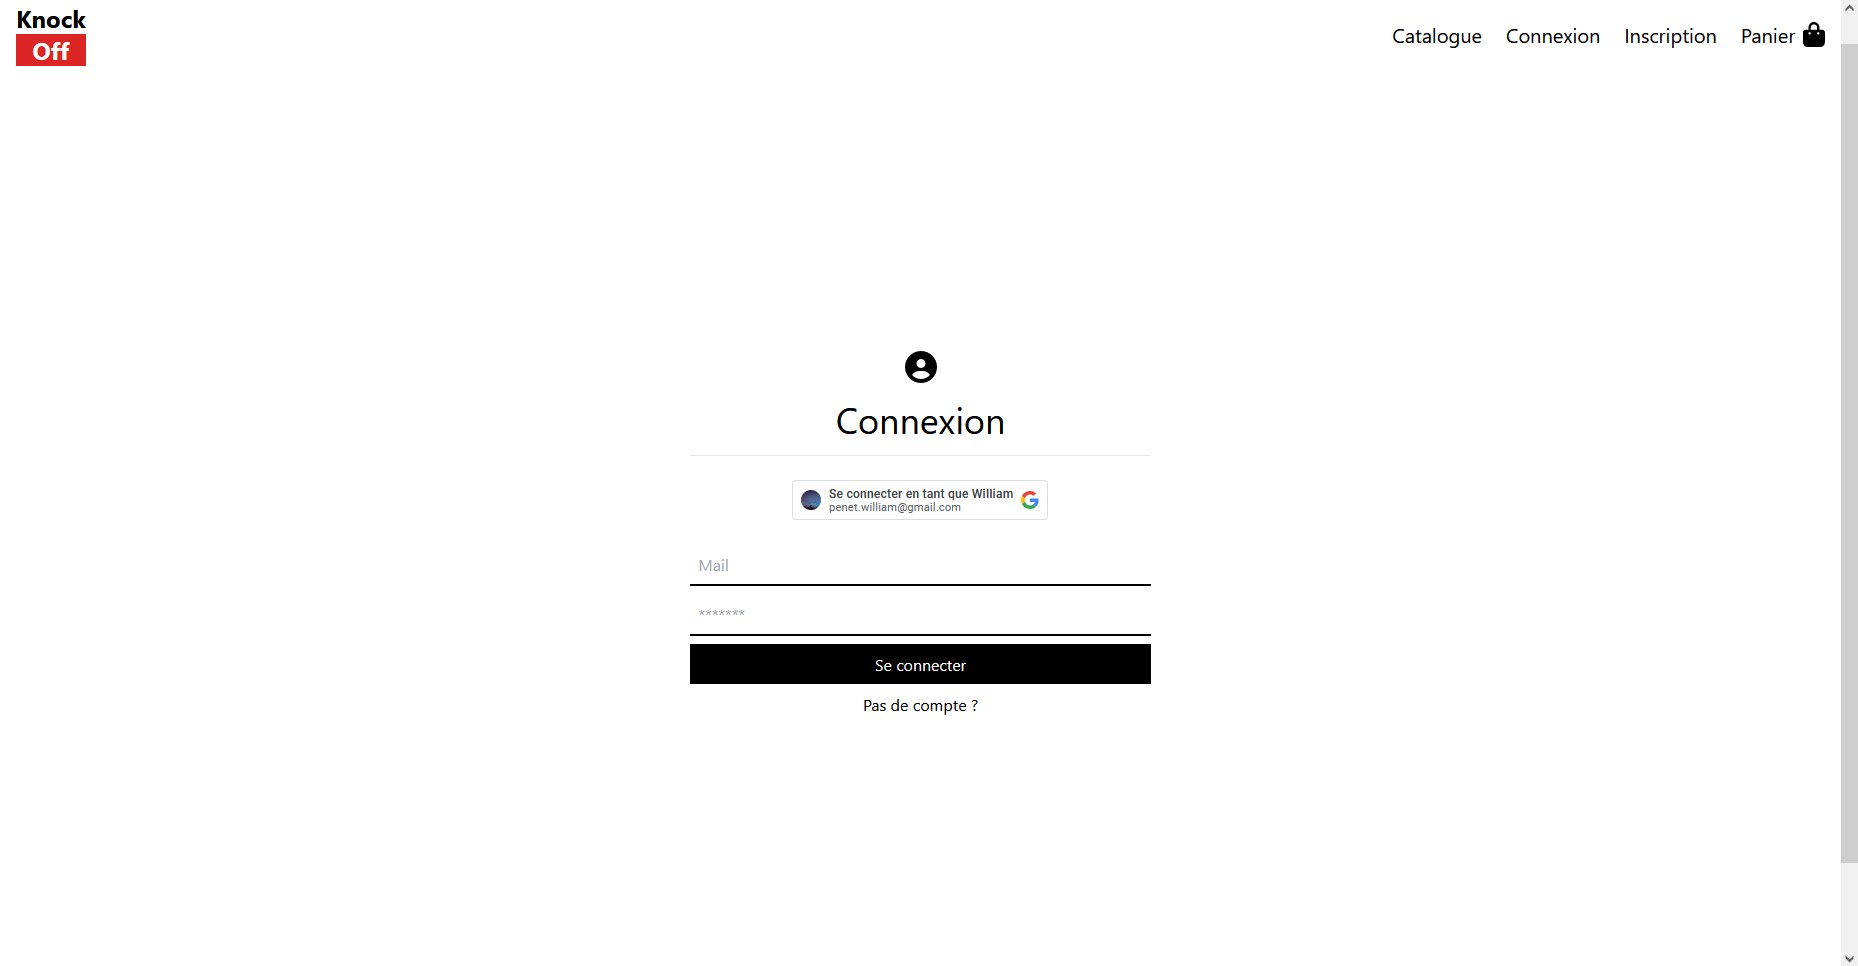 Knock
Off
Catalogue
Connexion
Inscription
Panier
Connexion
Se connecter en tant que William
penet.william@gmail.com
Mail
*******
Se connecter
Pas de compte ?